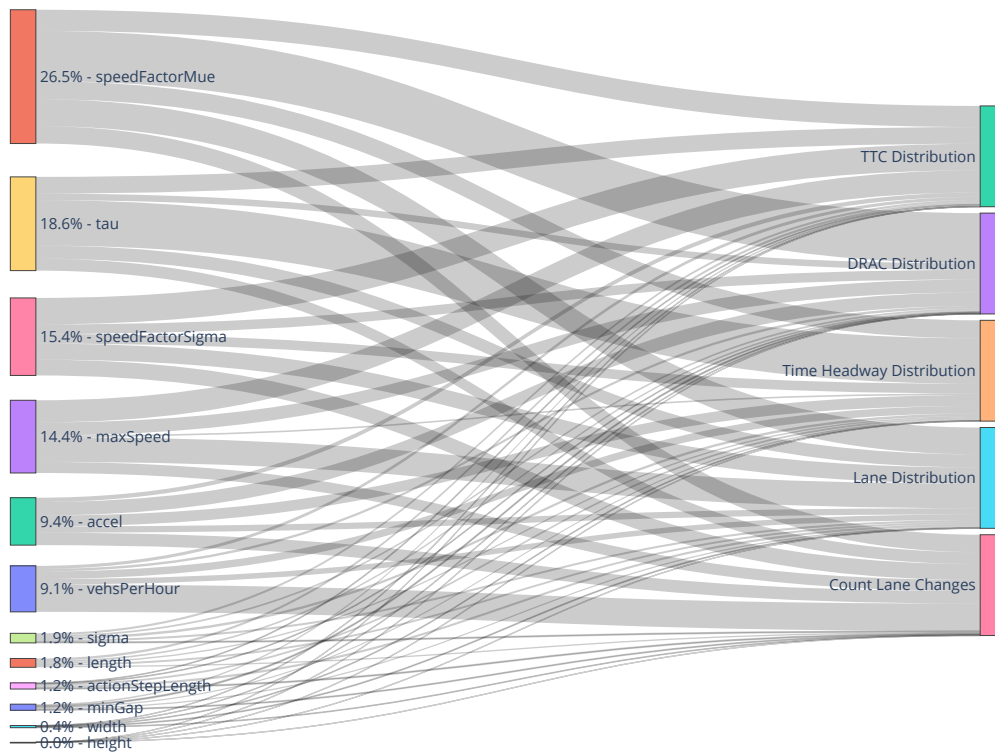 26.5% - speedFactorMue
18.6% - tau
15.4% - speedFactorSigma
14.4% - maxSpeed
9.4% - accel
9.1% - vehsPerHour
1.9% - sigma
1.8% - length
1.2% - actionStepLength
1.2% - minGap
0.4% - width
0.0% - height
TTC Distribution
DRAC Distribution
Time Headway Distribution
Lane Distribution
Count Lane Changes